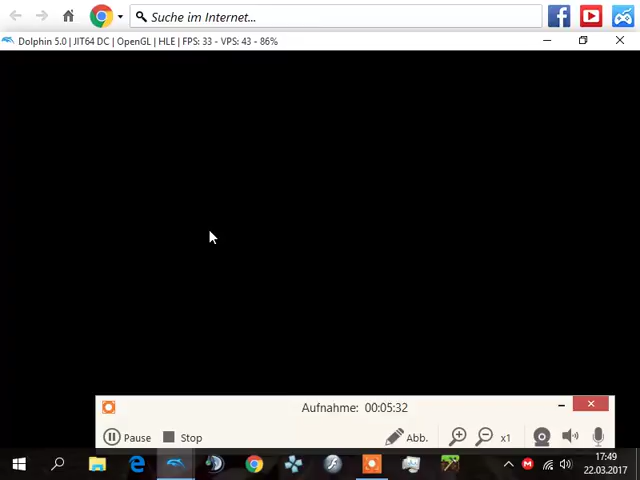 Suche im Internet...
Dolphin 5.0 | JIT64 DC | OpenGL | HLE | FPS: 33 - VPS: 43 - 86%
Aufnahme: 00:05:32
Pause Stop Abb. x1
17:49
22.03.2017